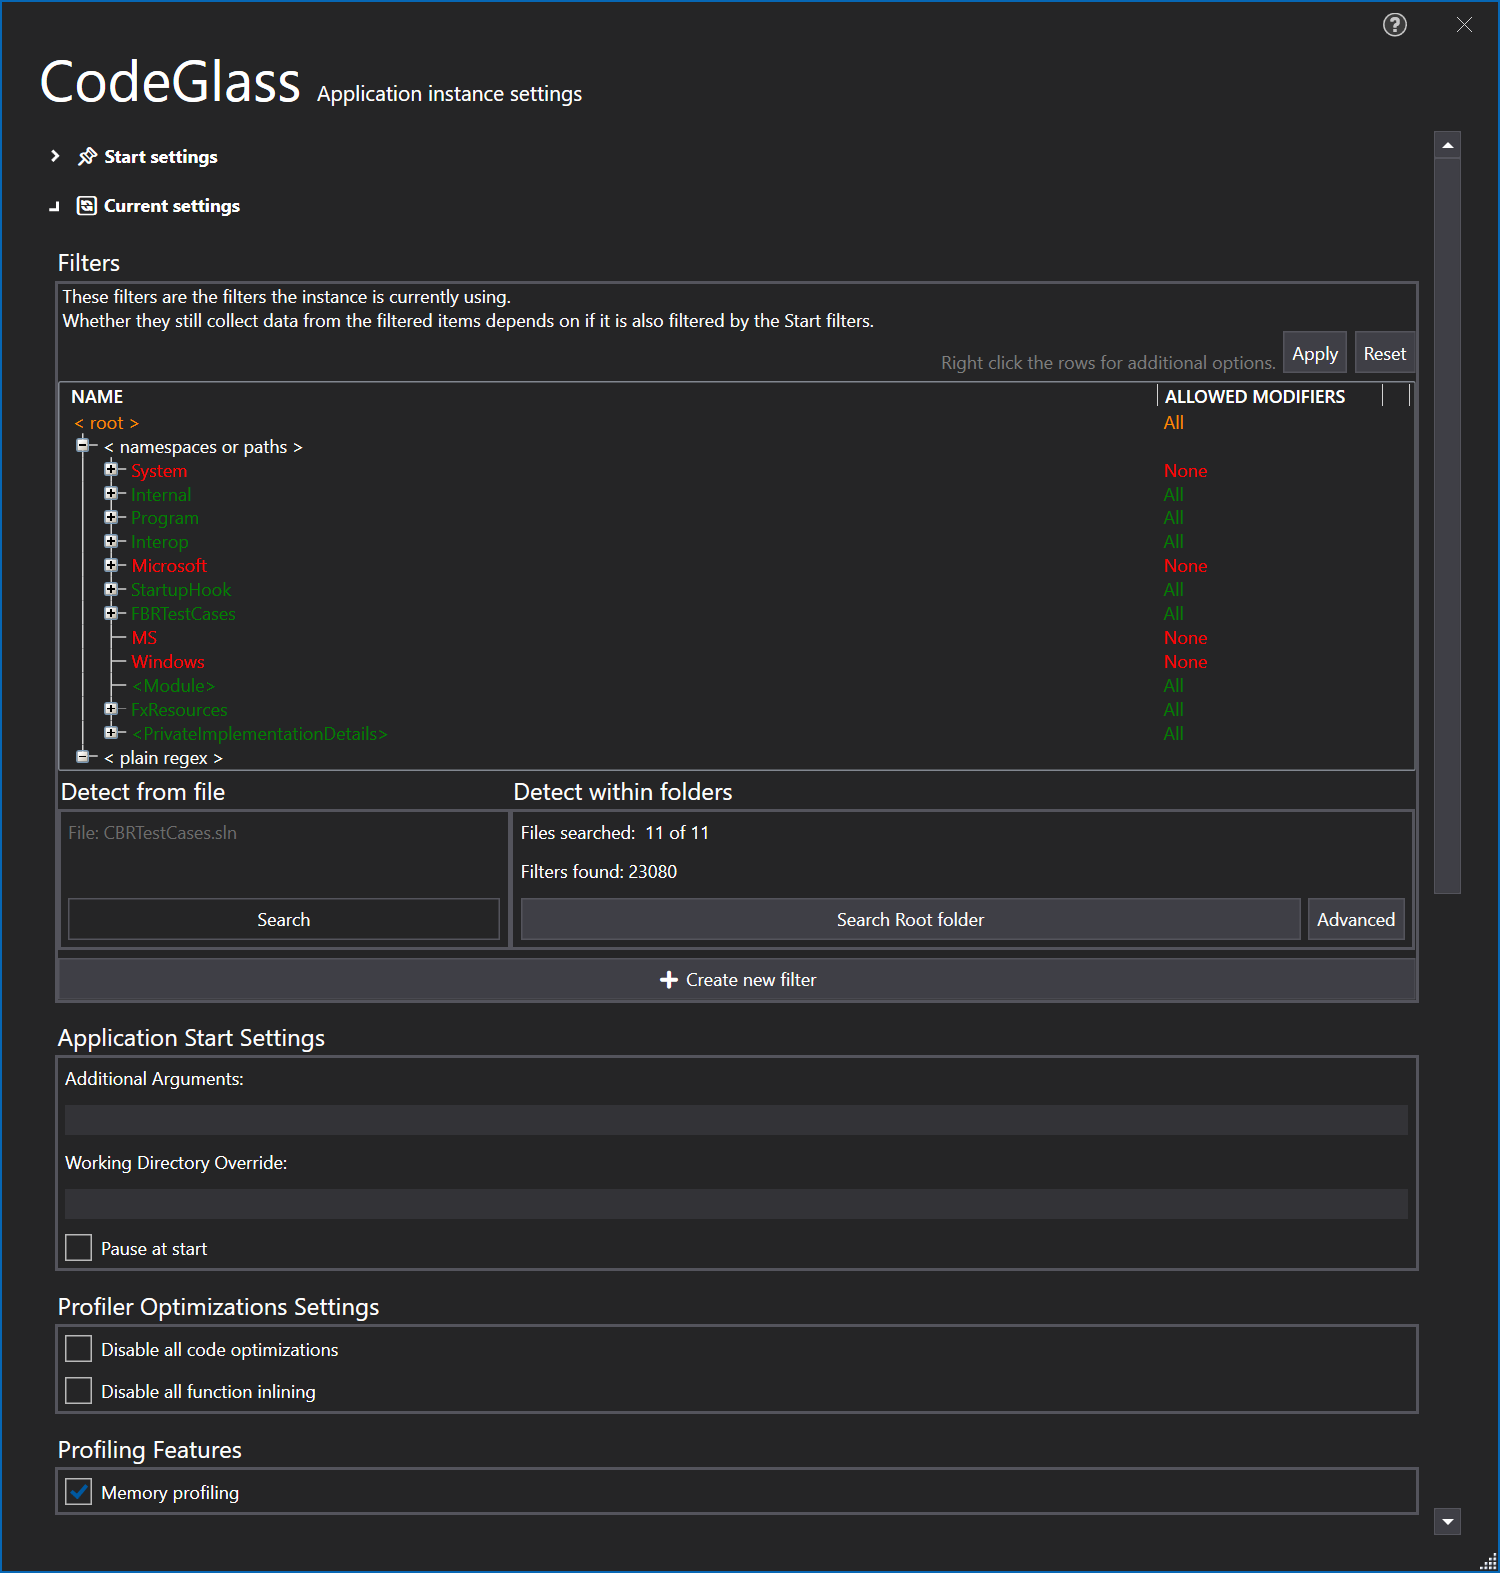 CodeGlass Application instance settings
Start settings
Current settings
Filters
These filters are the filters the instance is currently using.
Whether they still collect data from the filtered items depends on if it is also filtered by the Start filters.
Right click the rows for additional options. Apply Reset
NAME ALLOWED MODIFIERS
< root > All
< namespaces or paths >
System None
Internal All
Program All
Interop All
Microsoft None
StartupHook All
FBRTestCases All
MS None
Windows None
<Module> All
FxResources All
<PrivateImplementationDetails> All
< plain regex >
Detect from file Detect within folders
File: CBRTestCases.sln Files searched: 11 of 11
Filters found: 23080
Search Search Root folder Advanced
Create new filter
Application Start Settings
Additional Arguments:
Working Directory Override:
Pause at start
Profiler Optimizations Settings
Disable all code optimizations
Disable all function inlining
Profiling Features
Memory profiling